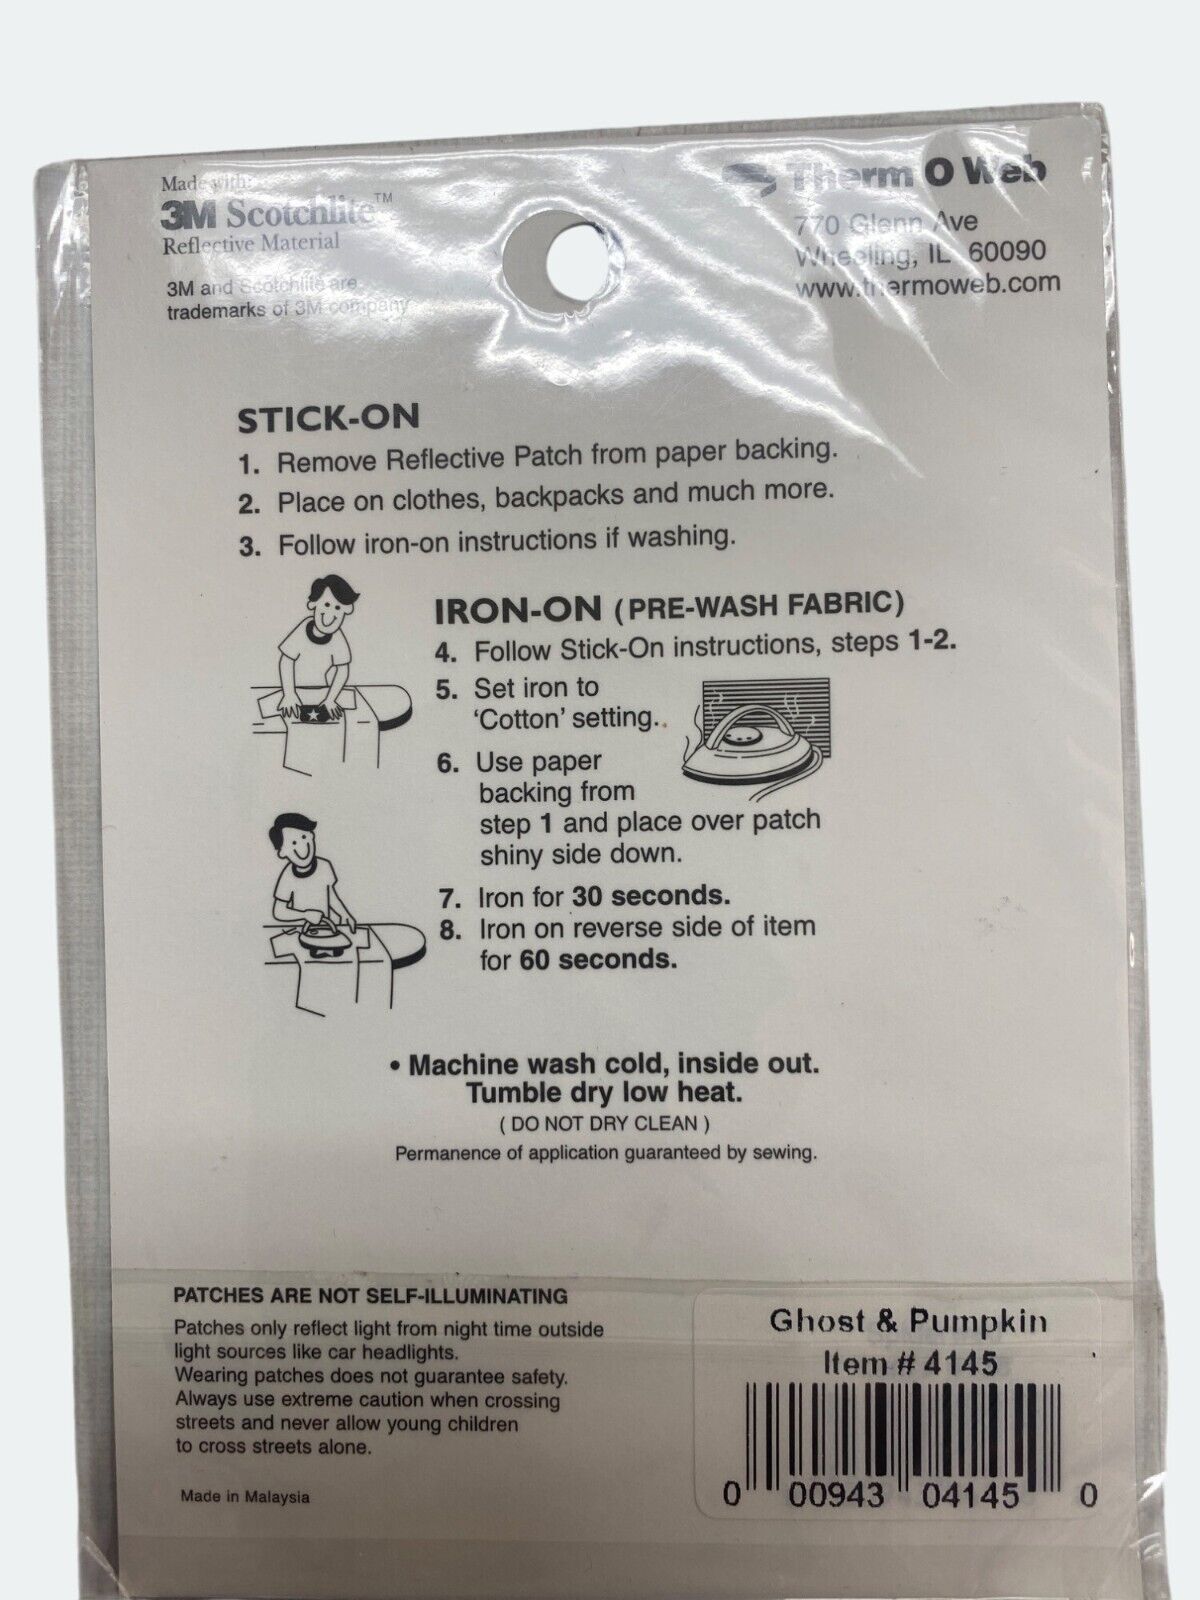 Made with
3M Scotchlite™
Reflective Material
3M and Scotchlite are
trademarks of 3M company
Therm O Web
770 Glenn Ave
Wheeling, IL 60090
www.thermoweb.com
STICK-ON
1. Remove Reflective Patch from paper backing.
2. Place on clothes, backpacks and much more.
3. Follow iron-on instructions if washing.
IRON-ON (PRE-WASH FABRIC)
4. Follow Stick-On instructions, steps 1-2.
5. Set iron to
'Cotton' setting.
6. Use paper
backing from
step 1 and place over patch
shiny side down.
7. Iron for 30 seconds.
8. Iron on reverse side of item
for 60 seconds.
• Machine wash cold, inside out.
Tumble dry low heat.
( DO NOT DRY CLEAN )
Permanence of application guaranteed by sewing.
PATCHES ARE NOT SELF-ILLUMINATING
Patches only reflect light from night time outside
light sources like car headlights.
Wearing patches does not guarantee safety.
Always use extreme caution when crossing
streets and never allow young children
to cross streets alone.
Made in Malaysia
Ghost & Pumpkin
Item # 4145
0 00943 04145 0